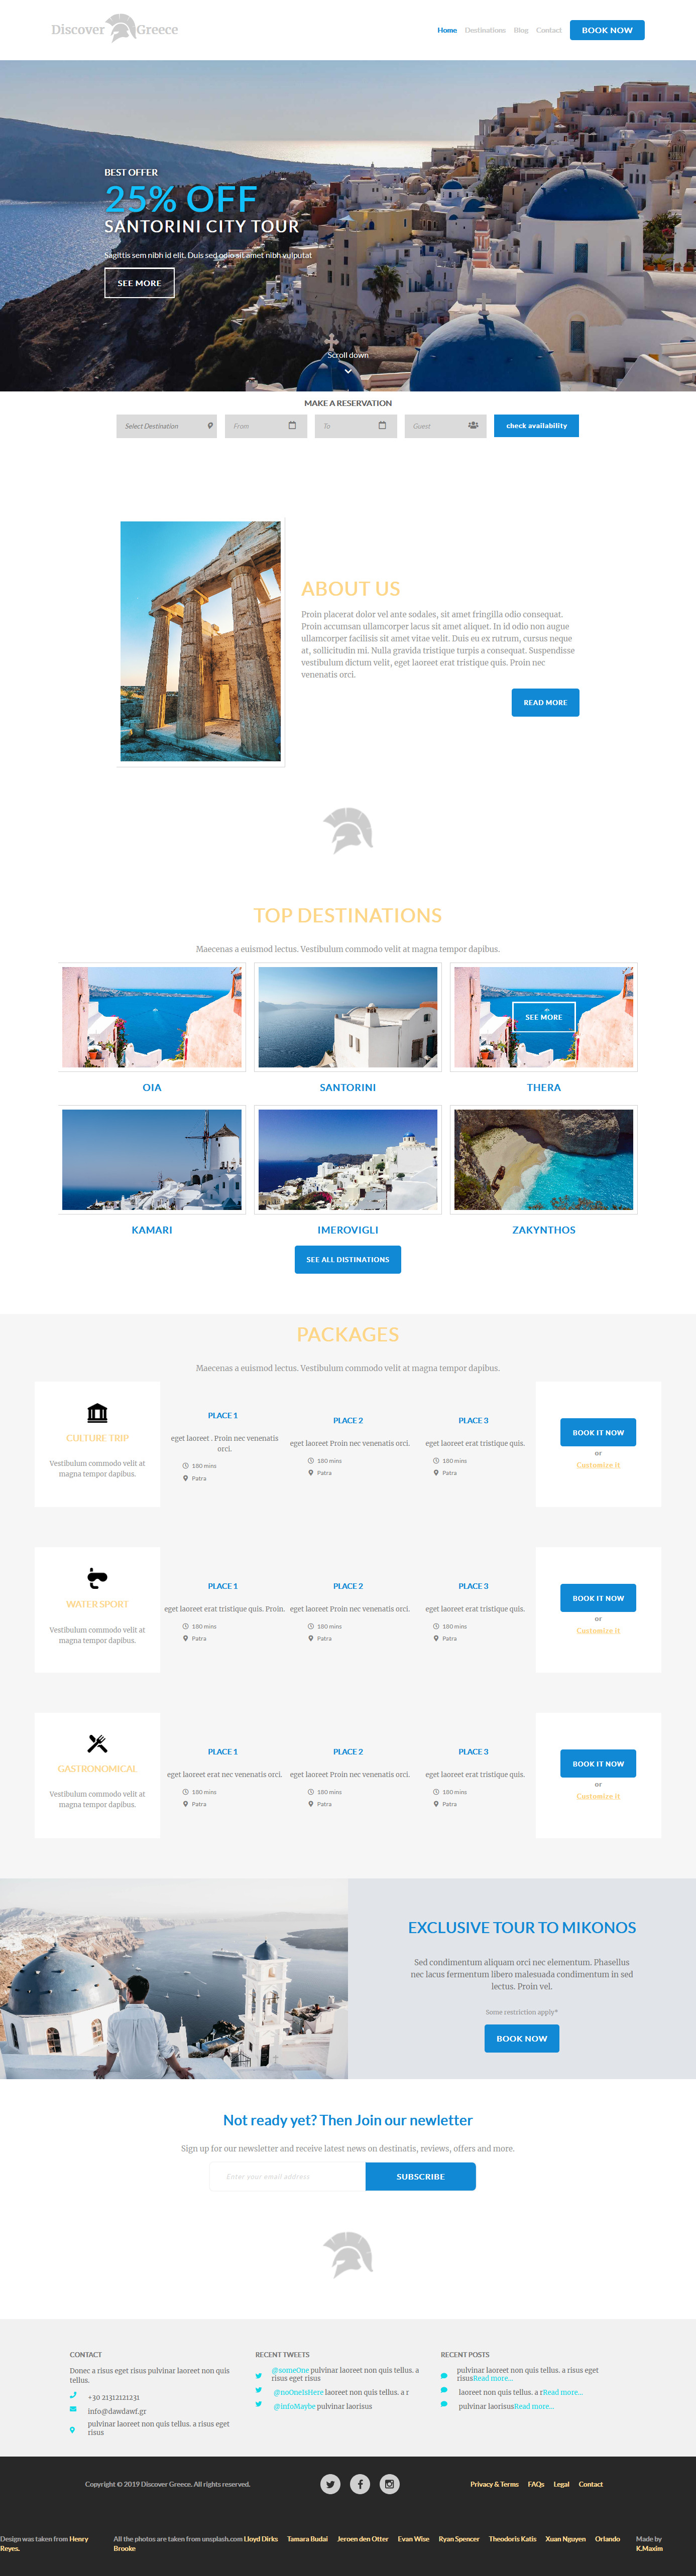 Discover Greece
Home Destinations Blog Contact BOOK NOW
BEST OFFER
25% OFF
SANTORINI CITY TOUR
Sagittis sem nibh id elit. Duis sed odio sit amet nibh vulputat
SEE MORE
Scroll down
MAKE A RESERVATION
Select Destination From To Guest check availability
ABOUT US
Proin placerat dolor vel ante sodales, sit amet fringilla odio consequat.
Proin accumsan ullamcorper lacus sit amet aliquet. In id odio non augue
ullamcorper facilisis sit amet vitae velit. Duis eu ex rutrum, cursus neque
at, sollicitudin mi. Nulla gravida tristique turpis a consequat. Suspendisse
vestibulum dictum velit, eget laoreet erat tristique quis. Proin nec
venenatis orci.
READ MORE
TOP DESTINATIONS
Maecenas a euismod lectus. Vestibulum commodo velit at magna tempor dapibus.
SEE MORE
OIA SANTORINI THERA
KAMARI IMEROVIGLI ZAKYNTHOS
SEE ALL DISTINATIONS
PACKAGES
Maecenas a euismod lectus. Vestibulum commodo velit at magna tempor dapibus.
CULTURE TRIP
Vestibulum commodo velit at
magna tempor dapibus.
PLACE 1
eget laoreet . Proin nec venenatis
orci.
180 mins
Patra
PLACE 2
eget laoreet Proin nec venenatis orci.
180 mins
Patra
PLACE 3
eget laoreet erat tristique quis.
180 mins
Patra
BOOK IT NOW
or
Customize it
WATER SPORT
Vestibulum commodo velit at
magna tempor dapibus.
PLACE 1
eget laoreet erat tristique quis. Proin.
180 mins
Patra
PLACE 2
eget laoreet Proin nec venenatis orci.
180 mins
Patra
PLACE 3
eget laoreet erat tristique quis.
180 mins
Patra
BOOK IT NOW
or
Customize it
GASTRONOMICAL
Vestibulum commodo velit at
magna tempor dapibus.
PLACE 1
eget laoreet erat nec venenatis orci.
180 mins
Patra
PLACE 2
eget laoreet Proin nec venenatis orci.
180 mins
Patra
PLACE 3
eget laoreet erat tristique quis.
180 mins
Patra
BOOK IT NOW
or
Customize it
EXCLUSIVE TOUR TO MIKONOS
Sed condimentum aliquam orci nec elementum. Phasellus
nec lacus fermentum libero malesuada condimentum in sed
lectus. Proin vel.
Some restriction apply*
BOOK NOW
Not ready yet? Then Join our newletter
Sign up for our newsletter and receive latest news on destinatis, reviews, offers and more.
Enter your email address SUBSCRIBE
CONTACT
Donec a risus eget risus pulvinar laoreet non quis
tellus.
+30 21312121231
info@dawdawf.gr
pulvinar laoreet non quis tellus. a risus eget
risus
RECENT TWEETS
@someOne pulvinar laoreet non quis tellus. a
risus eget risus
@noOneIsHere laoreet non quis tellus. a r
@infoMaybe pulvinar laorisus
RECENT POSTS
pulvinar laoreet non quis tellus. a risus eget
risusRead more...
laoreet non quis tellus. a rRead more...
pulvinar laorisusRead more...
Copyright © 2019 Discover Greece. All rights reserved.
Privacy & Terms FAQs Legal Contact
Design was taken from Henry
Reyes.
All the photos are taken from unsplash.com Lloyd Dirks Tamara Budai Jeroen den Otter Evan Wise Ryan Spencer Theodoris Katis Xuan Nguyen Orlando
Brooke
Made by
K.Maxim